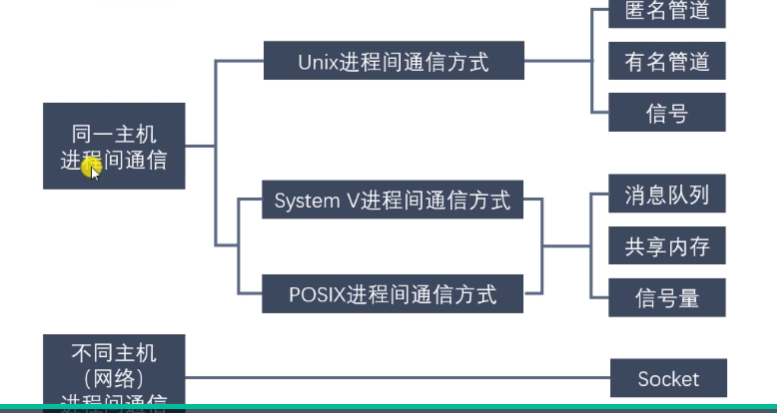 匿名管道
Unix进程间通信方式
有名管道
信号
同一主机
进程间通信
System V进程间通信方式
消息队列
共享内存
POSIX进程间通信方式
信号量
不同主机
（网络）
进程间通信
Socket